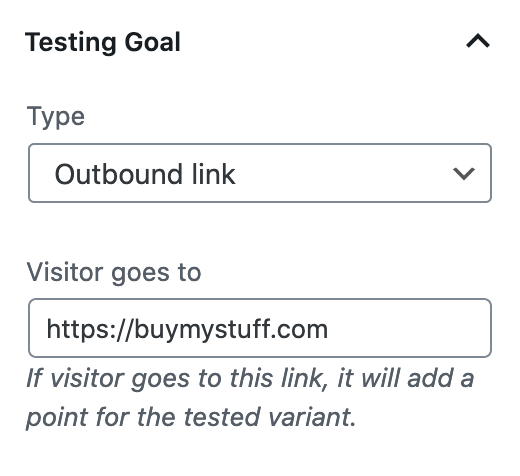 Testing Goal
Type
Outbound link
Visitor goes to
https://buymystuff.com
If visitor goes to this link, it will add a
point for the tested variant.